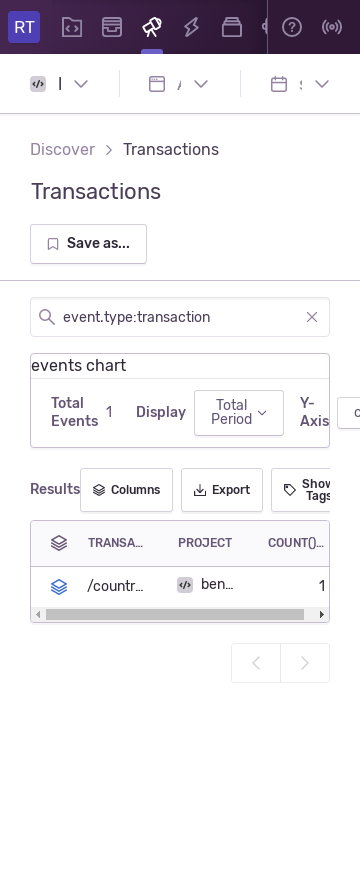 RT
Discover > Transactions
Transactions
Save as...
event.type:transaction
events chart
Total Events 1 Display Total Period Y-Axis
Results Columns Export Show Tags
TRANSA... PROJECT COUNT()...
/countr... ben... 1